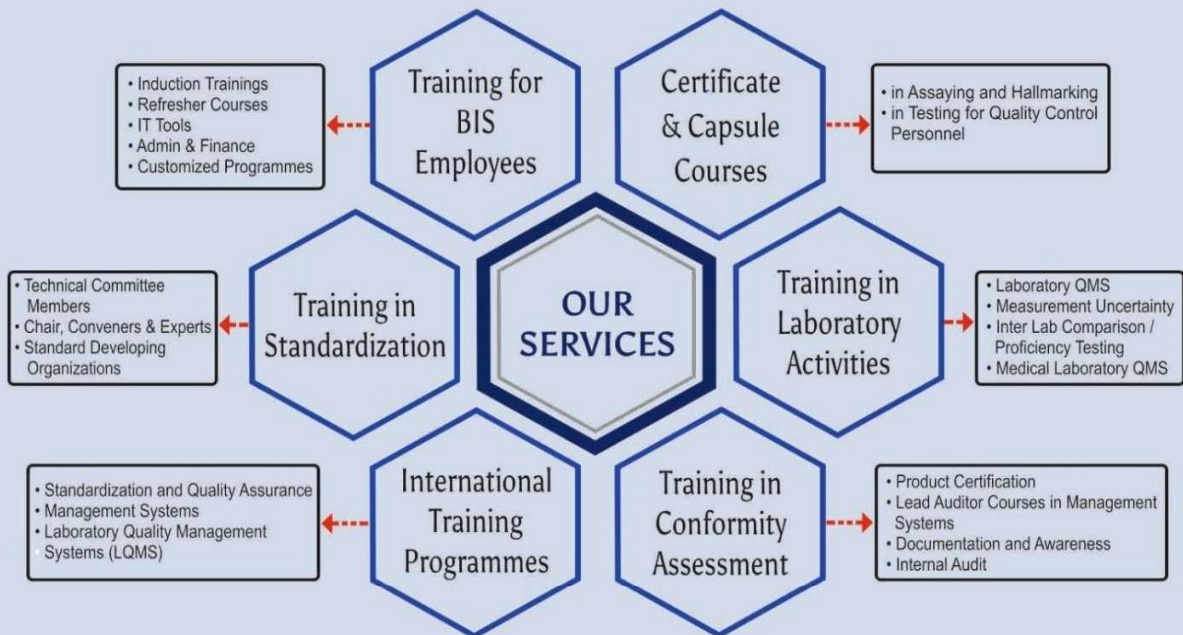 Training for
BIS
Employees
• Induction Trainings
• Refresher Courses
• IT Tools
• Admin & Finance
• Customized Programmes
Certificate
& Capsule
Courses
• in Assaying and Hallmarking
• in Testing for Quality Control
Personnel
Training in
Standardization
• Technical Committee
Members
• Chair, Conveners & Experts
• Standard Developing
Organizations
OUR
SERVICES
Training in
Laboratory
Activities
• Laboratory QMS
• Measurement Uncertainty
• Inter Lab Comparison /
Proficiency Testing
• Medical Laboratory QMS
International
Training
Programmes
• Standardization and Quality Assurance
• Management Systems
• Laboratory Quality Management
• Systems (LQMS)
Training in
Conformity
Assessment
• Product Certification
• Lead Auditor Courses in Management
Systems
• Documentation and Awareness
• Internal Audit